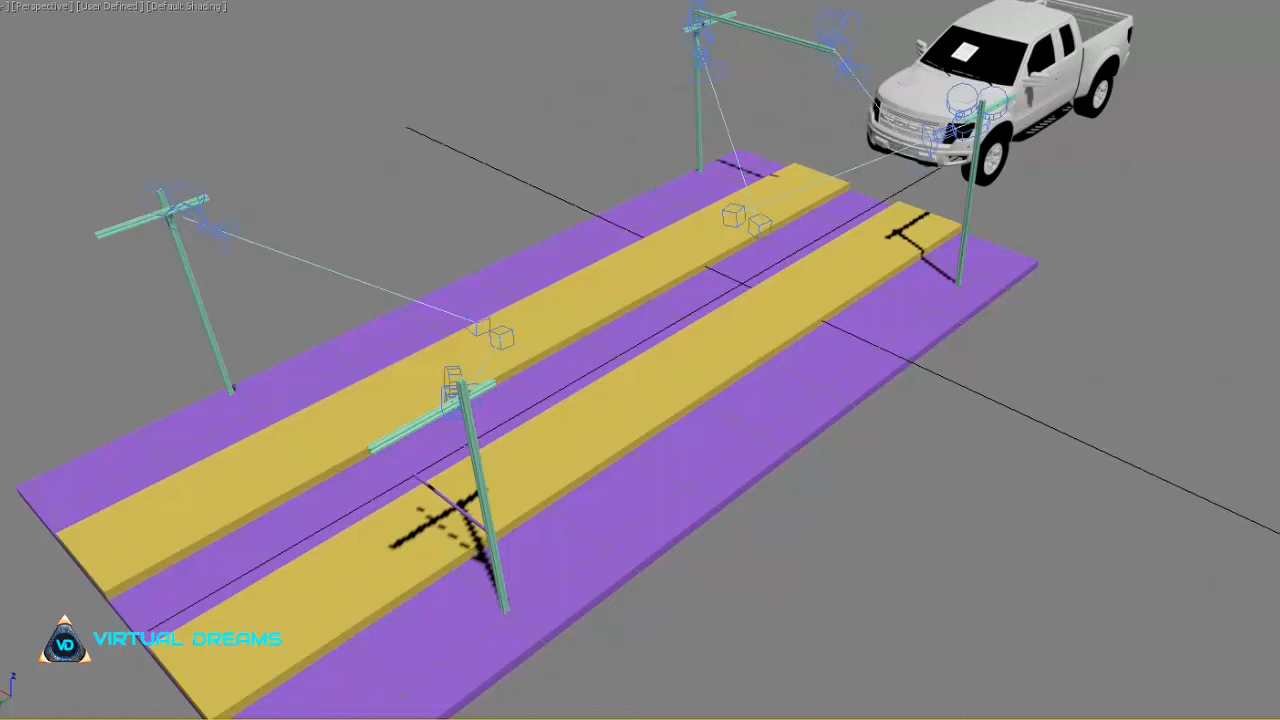 [Perspective] [User Defined] [Default Shading]
VD
VIRTUAL DREAMS
z